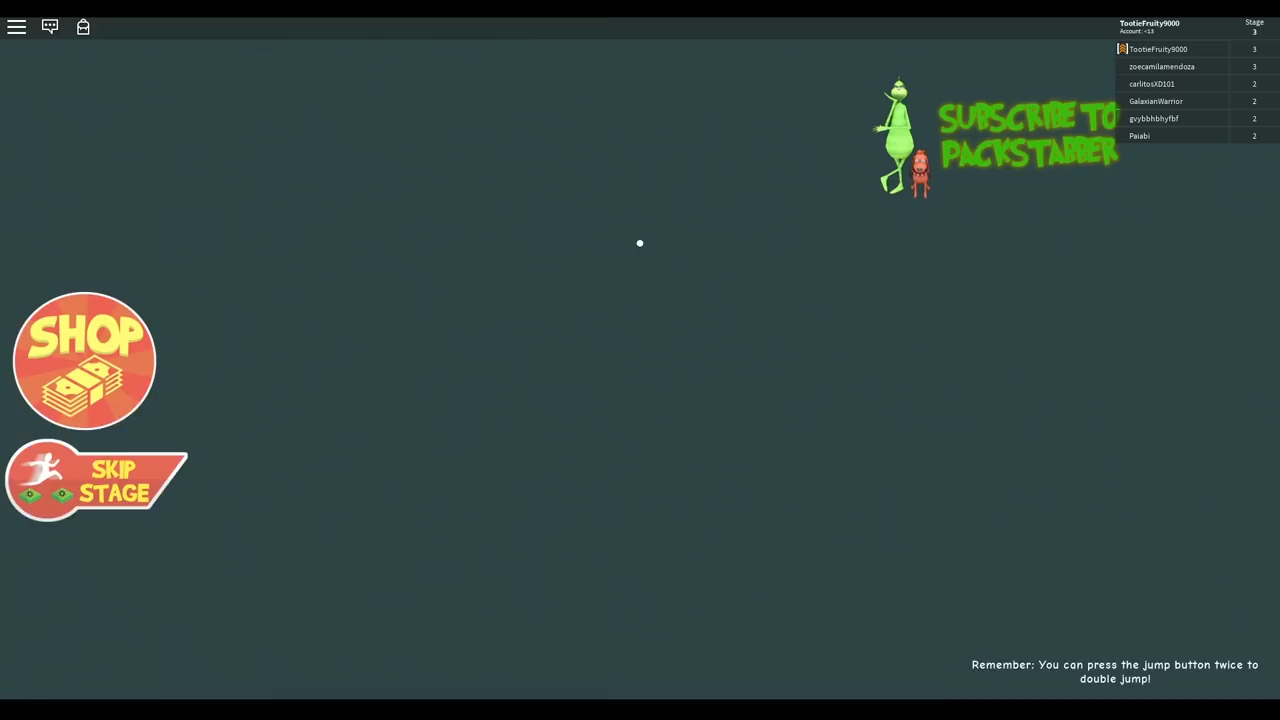 TootieFruity9000
Account: <13
Stage
3
TootieFruity9000 3
zoecamilamendoza 3
carlitosXD101 2
GalaxianWarrior 2
gvybbhbhyfbf 2
Paiabi 2
SUBSCRIBE TO
PACKSTABBER
SHOP
SKIP
STAGE
Remember: You can press the jump button twice to
double jump!